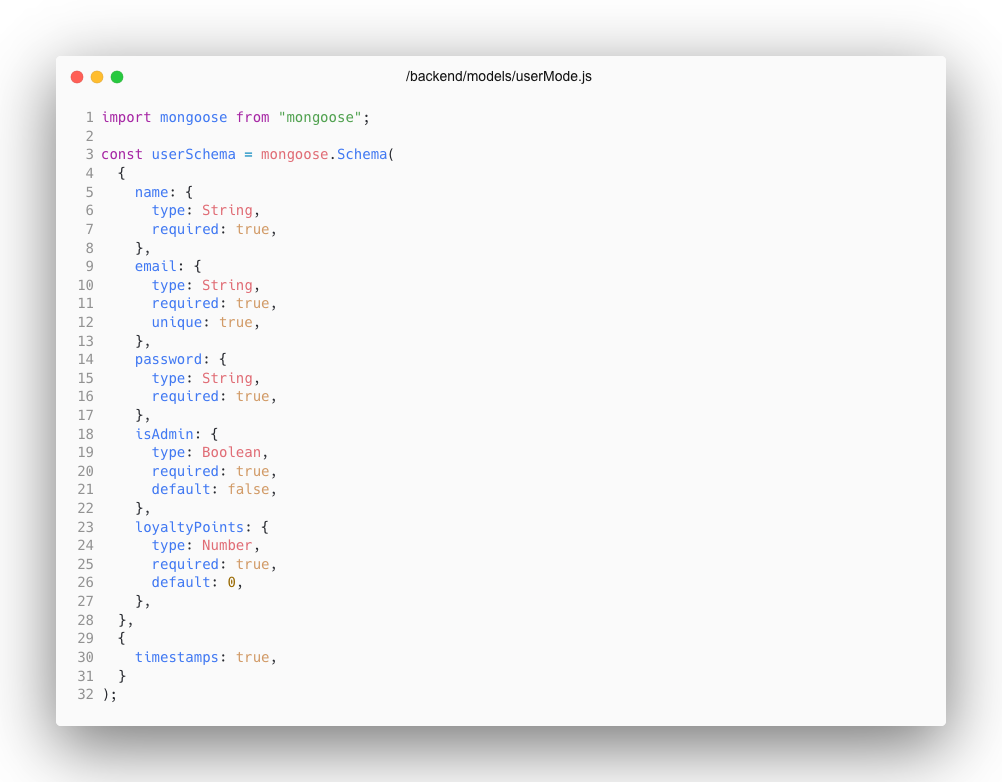 /backend/models/userMode.js
1 import mongoose from "mongoose";
2
3 const userSchema = mongoose.Schema(
4   {
5     name: {
6       type: String,
7       required: true,
8     },
9     email: {
10       type: String,
11       required: true,
12       unique: true,
13     },
14     password: {
15       type: String,
16       required: true,
17     },
18     isAdmin: {
19       type: Boolean,
20       required: true,
21       default: false,
22     },
23     loyaltyPoints: {
24       type: Number,
25       required: true,
26       default: 0,
27     },
28   },
29   {
30     timestamps: true,
31   }
32 );